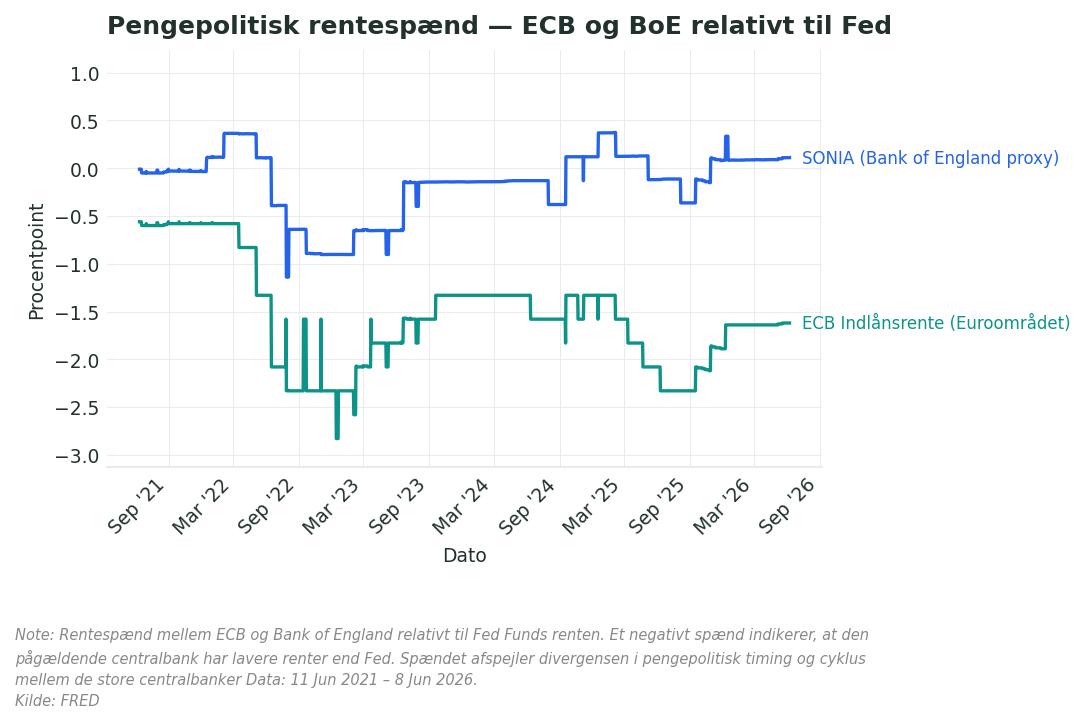 Pengepolitisk rentespænd — ECB og BoE relativt til Fed
1.0
0.5
0.0
−0.5
−1.0
−1.5
−2.0
−2.5
−3.0
Procentpoint
SONIA (Bank of England proxy)
ECB Indlånsrente (Euroområdet)
Sep '21
Mar '22
Sep '22
Mar '23
Sep '23
Mar '24
Sep '24
Mar '25
Sep '25
Mar '26
Sep '26
Dato
Note: Rentespænd mellem ECB og Bank of England relativt til Fed Funds renten. Et negativt spænd indikerer, at den
pågældende centralbank har lavere renter end Fed. Spændet afspejler divergensen i pengepolitisk timing og cyklus
mellem de store centralbanker Data: 11 Jun 2021 – 8 Jun 2026.
Kilde: FRED